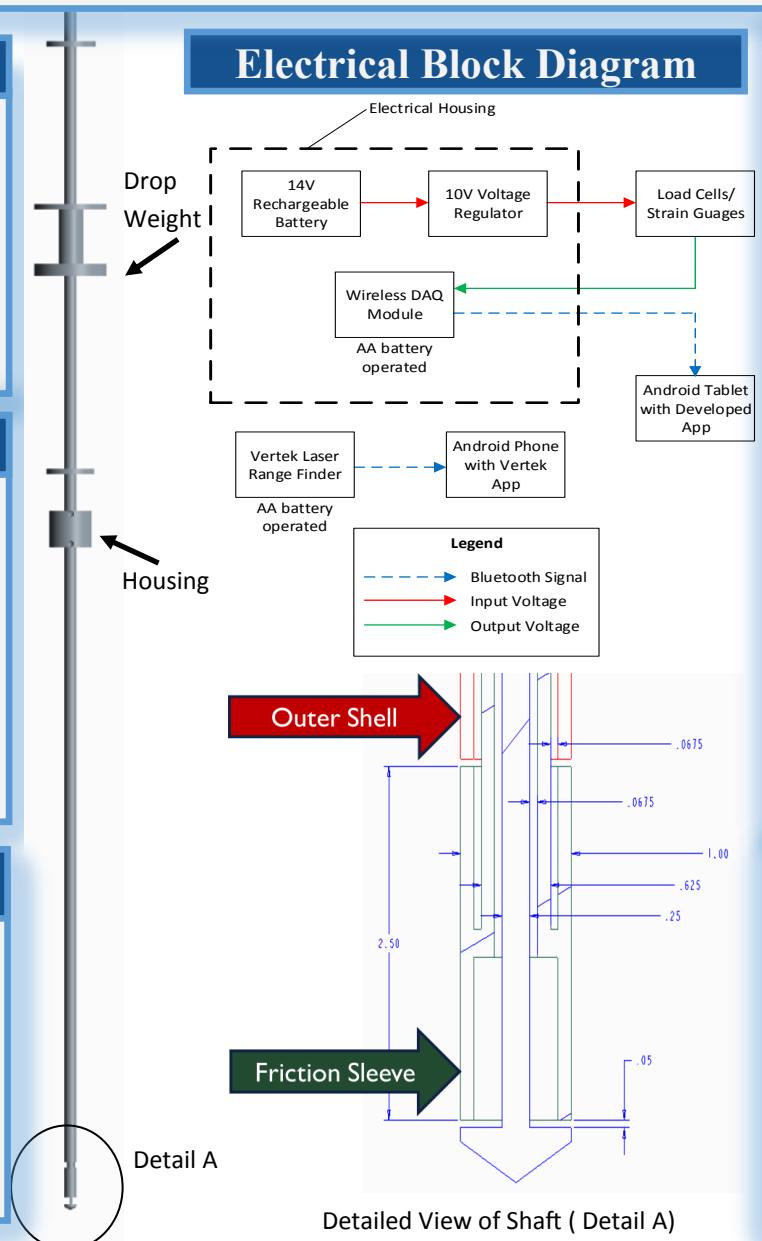 Electrical Block Diagram
Electrical Housing
14V
Rechargeable
Battery
10V Voltage
Regulator
Load Cells/
Strain Guages
Wireless DAQ
Module
AA battery
operated
Android Tablet
with Developed
App
Vertek Laser
Range Finder
AA battery
operated
Android Phone
with Vertek
App
Legend
Bluetooth Signal
Input Voltage
Output Voltage
Drop
Weight
Housing
Detail A
Outer Shell
.0675
.0675
1.00
.625
.25
2.50
Friction Sleeve
.05
Detailed View of Shaft ( Detail A)